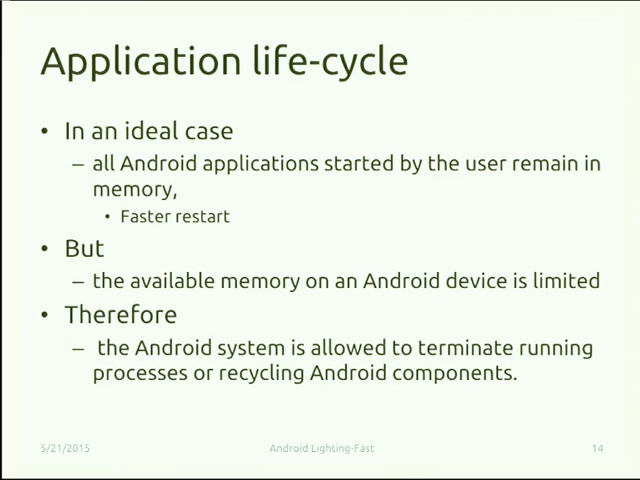 Application life-cycle
• In an ideal case
– all Android applications started by the user remain in
memory,
• Faster restart
• But
– the available memory on an Android device is limited
• Therefore
– the Android system is allowed to terminate running
processes or recycling Android components.
5/21/2015 Android Lighting-Fast 14